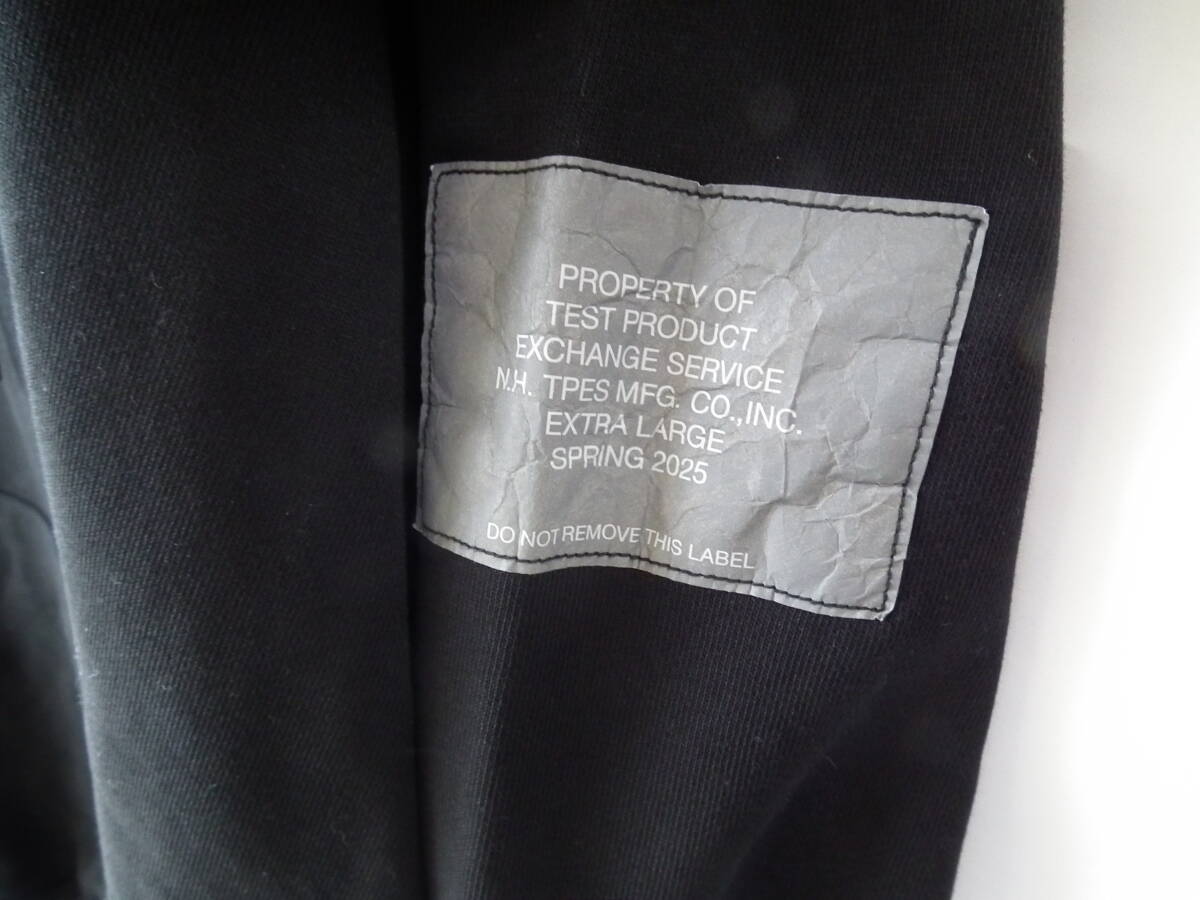 PROPERTY OF
TEST PRODUCT
EXCHANGE SERVICE
N.H. TPES MFG. CO.,INC.
EXTRA LARGE
SPRING 2025
DO NOT REMOVE THIS LABEL